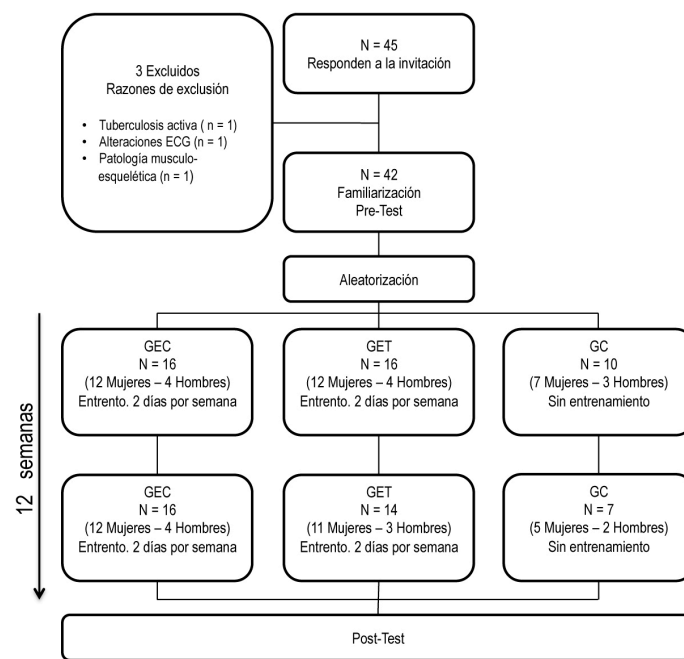 N = 45
Responden a la invitación
3 Excluidos
Razones de exclusión
• Tuberculosis activa ( n = 1)
• Alteraciones ECG (n = 1)
• Patología musculo-
esquelética (n = 1)
N = 42
Familiarización
Pre-Test
Aleatorización
12 semanas
GEC
N = 16
(12 Mujeres – 4 Hombres)
Entrento. 2 días por semana
GET
N = 16
(12 Mujeres – 4 Hombres)
Entrento. 2 días por semana
GC
N = 10
(7 Mujeres – 3 Hombres)
Sin entrenamiento
GEC
N = 16
(12 Mujeres – 4 Hombres)
Entrento. 2 días por semana
GET
N = 14
(11 Mujeres – 3 Hombres)
Entrento. 2 días por semana
GC
N = 7
(5 Mujeres – 2 Hombres)
Sin entrenamiento
Post-Test